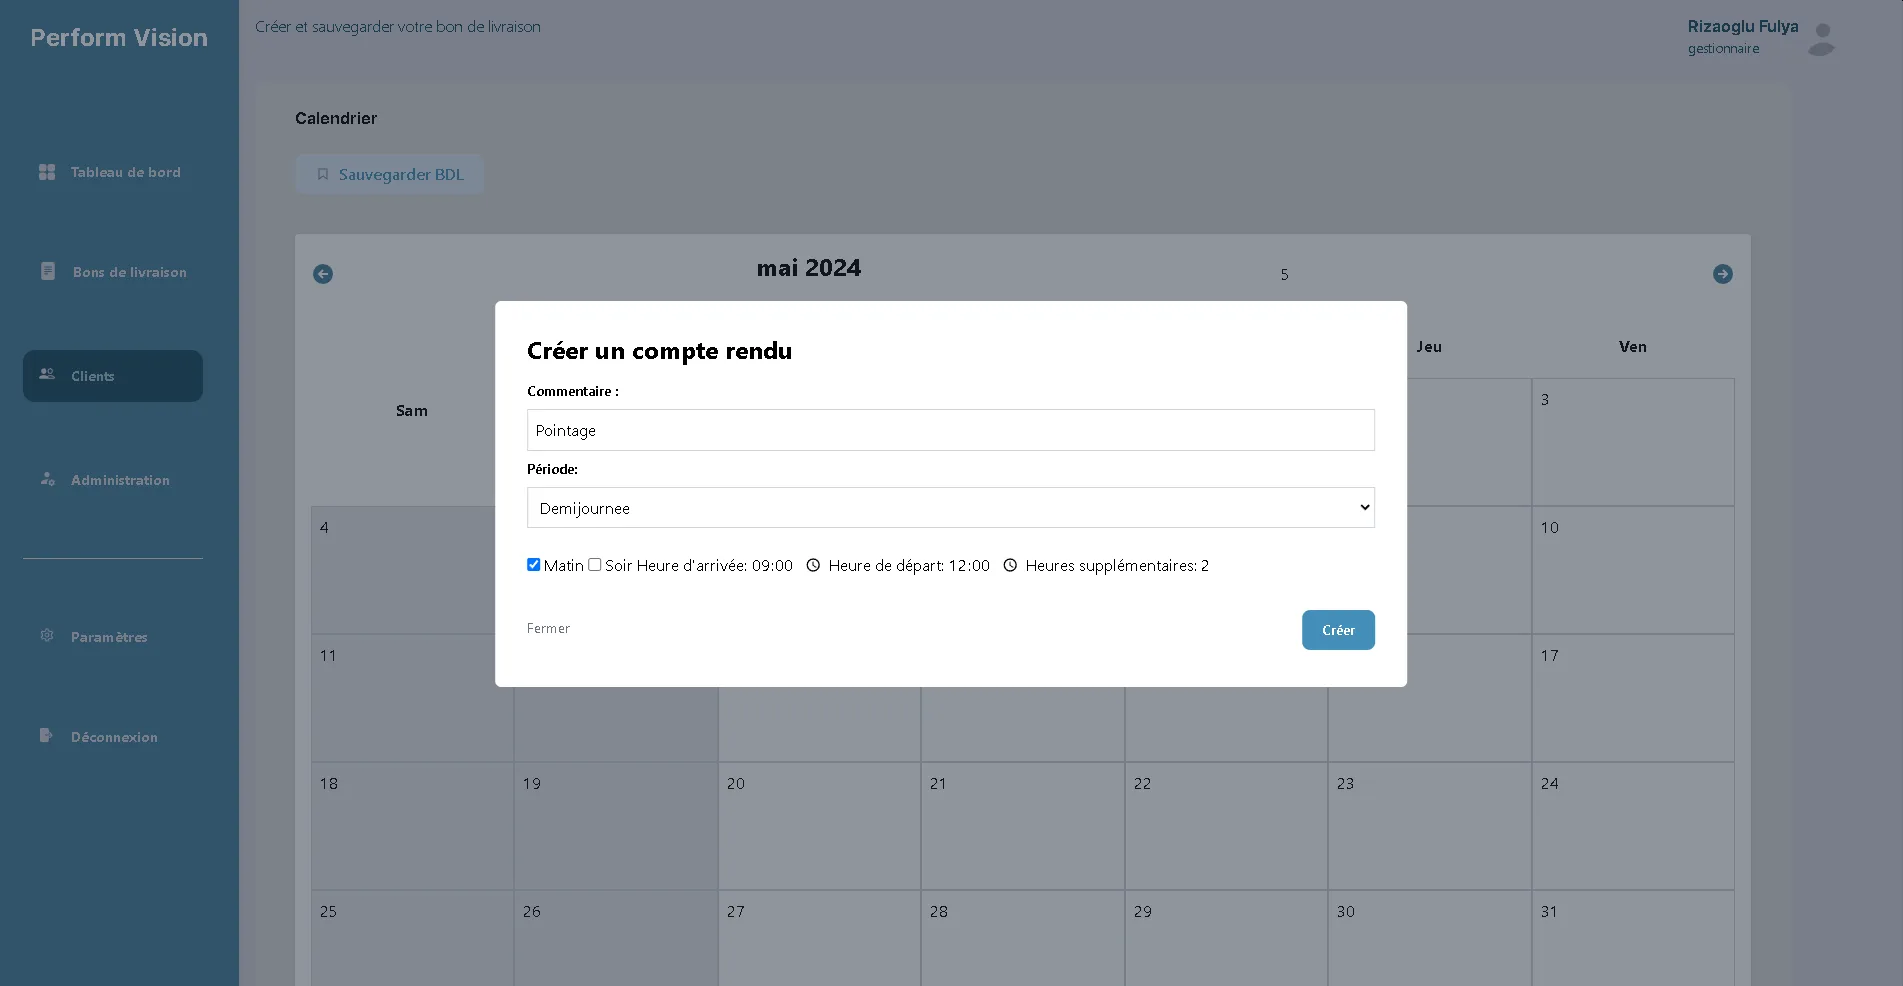 Perform Vision
Tableau de bord
Bons de livraison
Clients
Administration
Paramètres
Déconnexion
Créer et sauvegarder votre bon de livraison
Rizaoglu Fulya
gestionnaire
Calendrier
Sauvegarder BDL
mai 2024
5
Sam
Jeu
Ven
3
4
10
11
17
18 19 20 21 22 23 24
25 26 27 28 29 30 31
Créer un compte rendu
Commentaire :
Pointage
Période:
Demijournee
Matin Soir Heure d'arrivée: 09:00 Heure de départ: 12:00 Heures supplémentaires: 2
Fermer
Créer